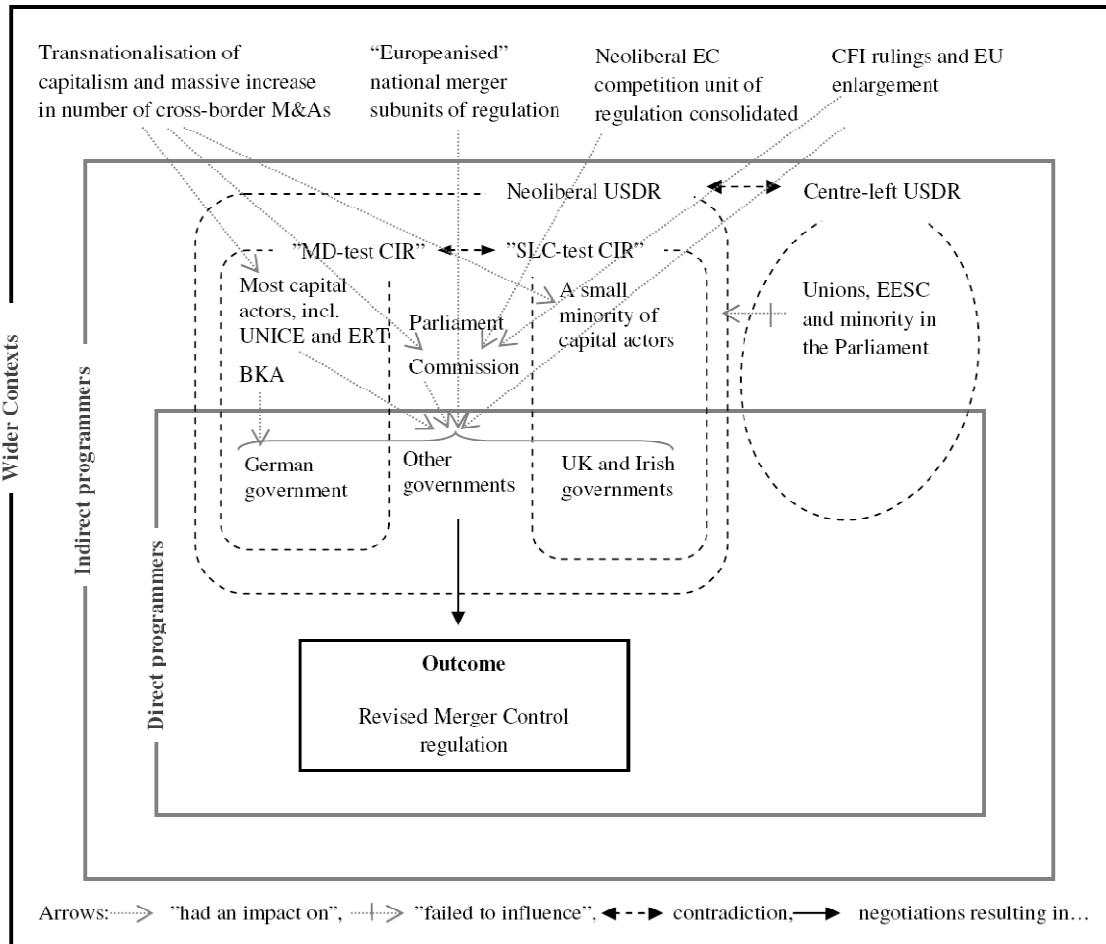 Transnationalisation of
capitalism and massive increase
in number of cross-border M&As
“Europeanised”
national merger
subunits of regulation
Neoliberal EC
competition unit of
regulation consolidated
CFI rulings and EU
enlargement
Neoliberal USDR
Centre-left USDR
”MD-test CIR”
”SLC-test CIR”
Most capital
actors, incl.
UNICE and ERT
BKA
Parliament
Commission
A small
minority of
capital actors
Unions, EESC
and minority in
the Parliament
German
government
Other
governments
UK and Irish
governments
Outcome
Revised Merger Control
regulation
Wider Contexts
Indirect programmers
Direct programmers
Arrows: ”had an impact on”, ”failed to influence”, contradiction, negotiations resulting in…